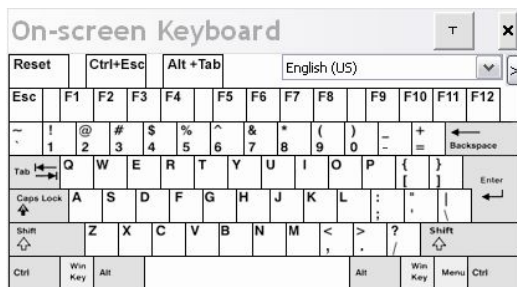 On-screen Keyboard T x
Reset Ctrl+Esc Alt +Tab English (US) >
Esc F1 F2 F3 F4 F5 F6 F7 F8 F9 F10 F11 F12
~ ! @ # $ % ^ & * ( ) _ +
` 1 2 3 4 5 6 7 8 9 0 - = Backspace
Tab Q W E R T Y U I O P { }
[ ] Enter
Caps Lock A S D F G H J K L : " |
; ' \
Shift Z X C V B N M < > ? Shift
, . /
Ctrl Win Key Alt Alt Win Key Menu Ctrl